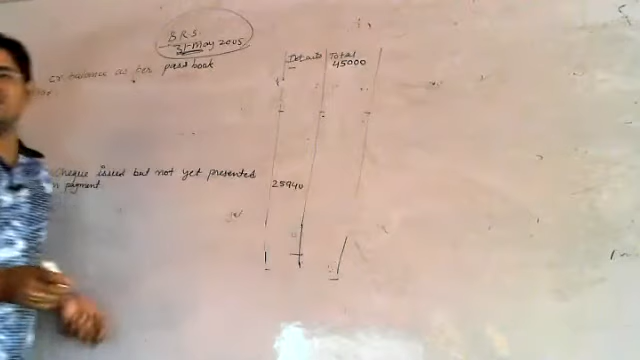 B.R.S.
31-May 2005
Details Total
cr balance as per pass book 45000
Cheque issued but not yet presented
payment 25940